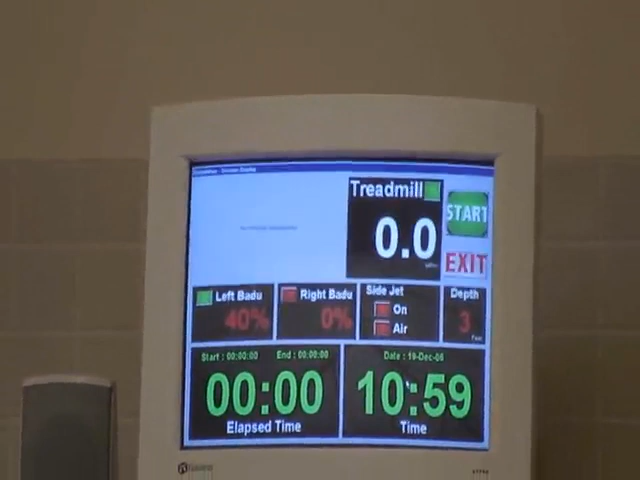 Treadmill
0.0
START
EXIT
Left Badu
40%
Right Badu
0%
Side Jet
On
Air
Depth
3
Start : 00:00:00 End : 00:00:00
00:00
Elapsed Time
Date : 19-Dec-06
10:59
Time